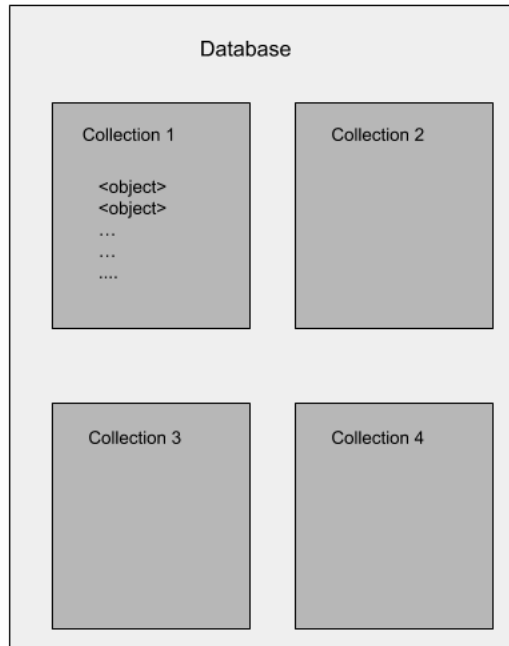 Database
Collection 1
Collection 2
<object>
<object>
…
…
....
Collection 3
Collection 4